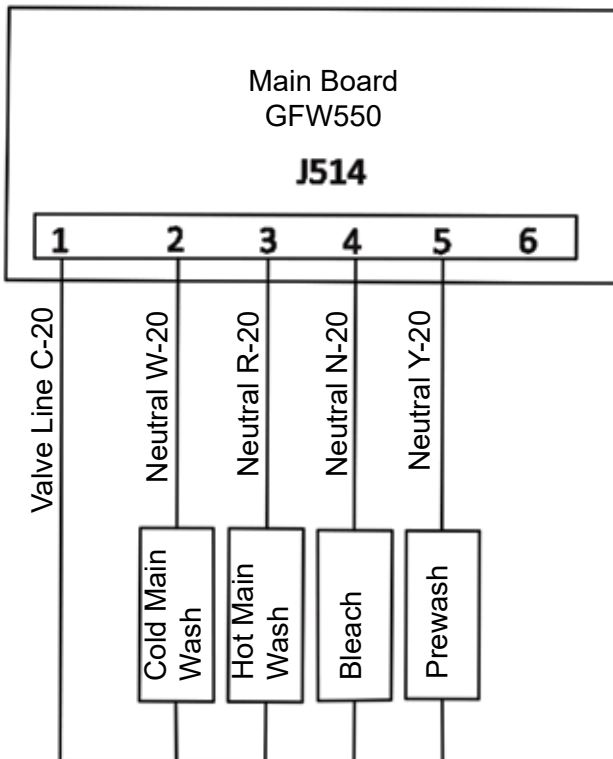 Main Board
GFW550
J514
1 2 3 4 5 6
Valve Line C-20
Neutral W-20
Neutral R-20
Neutral N-20
Neutral Y-20
Cold Main
Wash
Hot Main
Wash
Bleach
Prewash